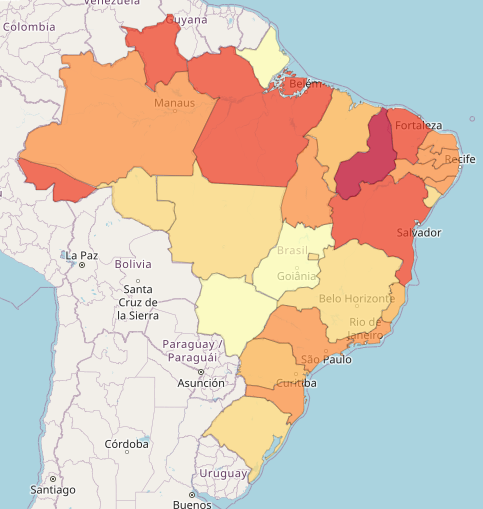 Venezuela
Guyana
Colombia
Belém
Manaus
Fortaleza
Recife
Salvador
La Paz
Bolivia
Brasil
Goiânia
Santa
Cruz de
la Sierra
Belo Horizonte
Rio de
Janeiro
Paraguay /
Paraguái
São Paulo
Asunción
Curitiba
Córdoba
Uruguay
Santiago
Buenos